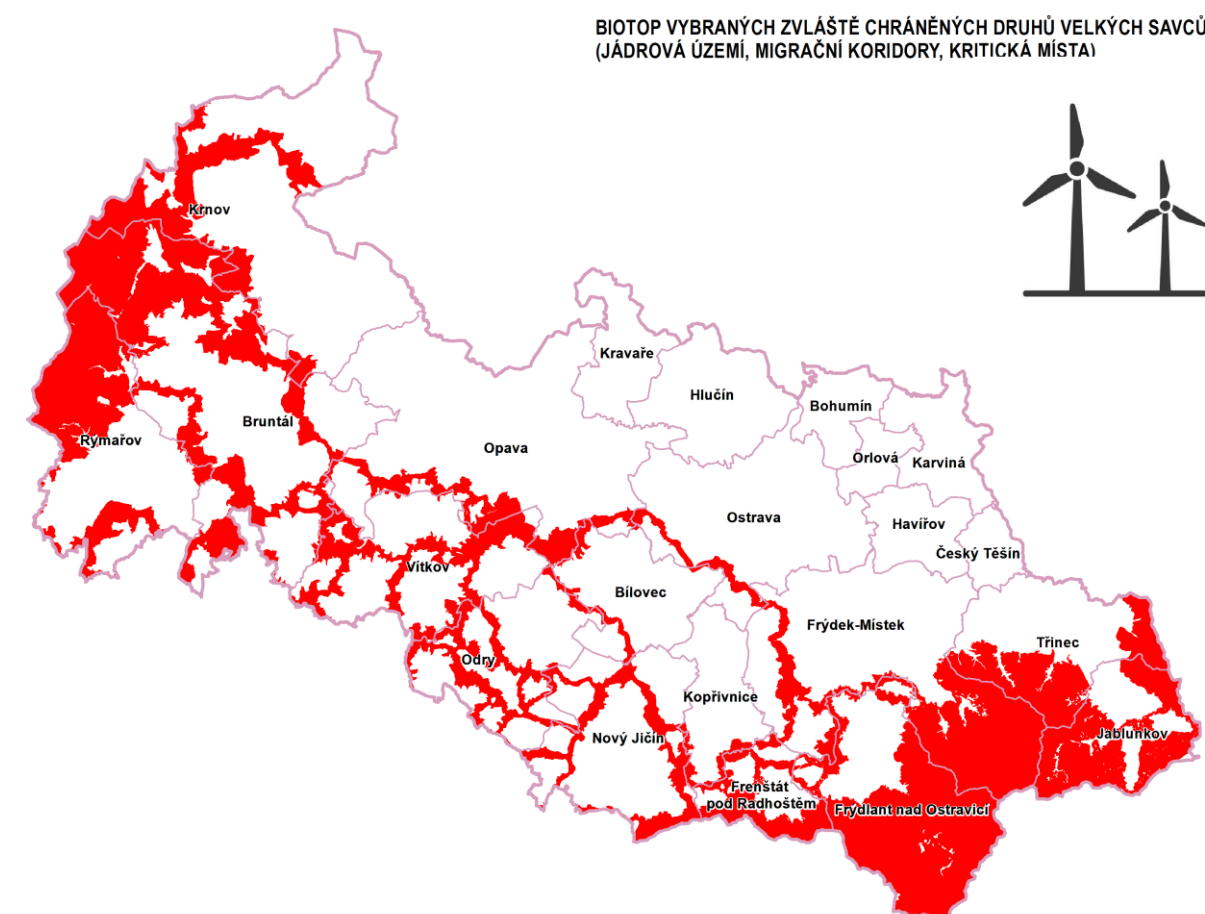 BIOTOP VYBRANÝCH ZVLÁŠTĚ CHRÁNĚNÝCH DRUHŮ VELKÝCH SAVCŮ
(JÁDROVÁ ÚZEMÍ, MIGRAČNÍ KORIDORY, KRITICKÁ MÍSTA)
Krnov
Kravaře
Hlučín
Bohumín
Rýmařov
Bruntál
Opava
Orlová
Karviná
Ostrava
Havířov
Český Těšín
Vítkov
Bílovec
Frýdek-Místek
Třinec
Odry
Kopřivnice
Nový Jičín
Jablunkov
Frenštát
pod Radhoštěm
Frýdlant nad Ostravicí